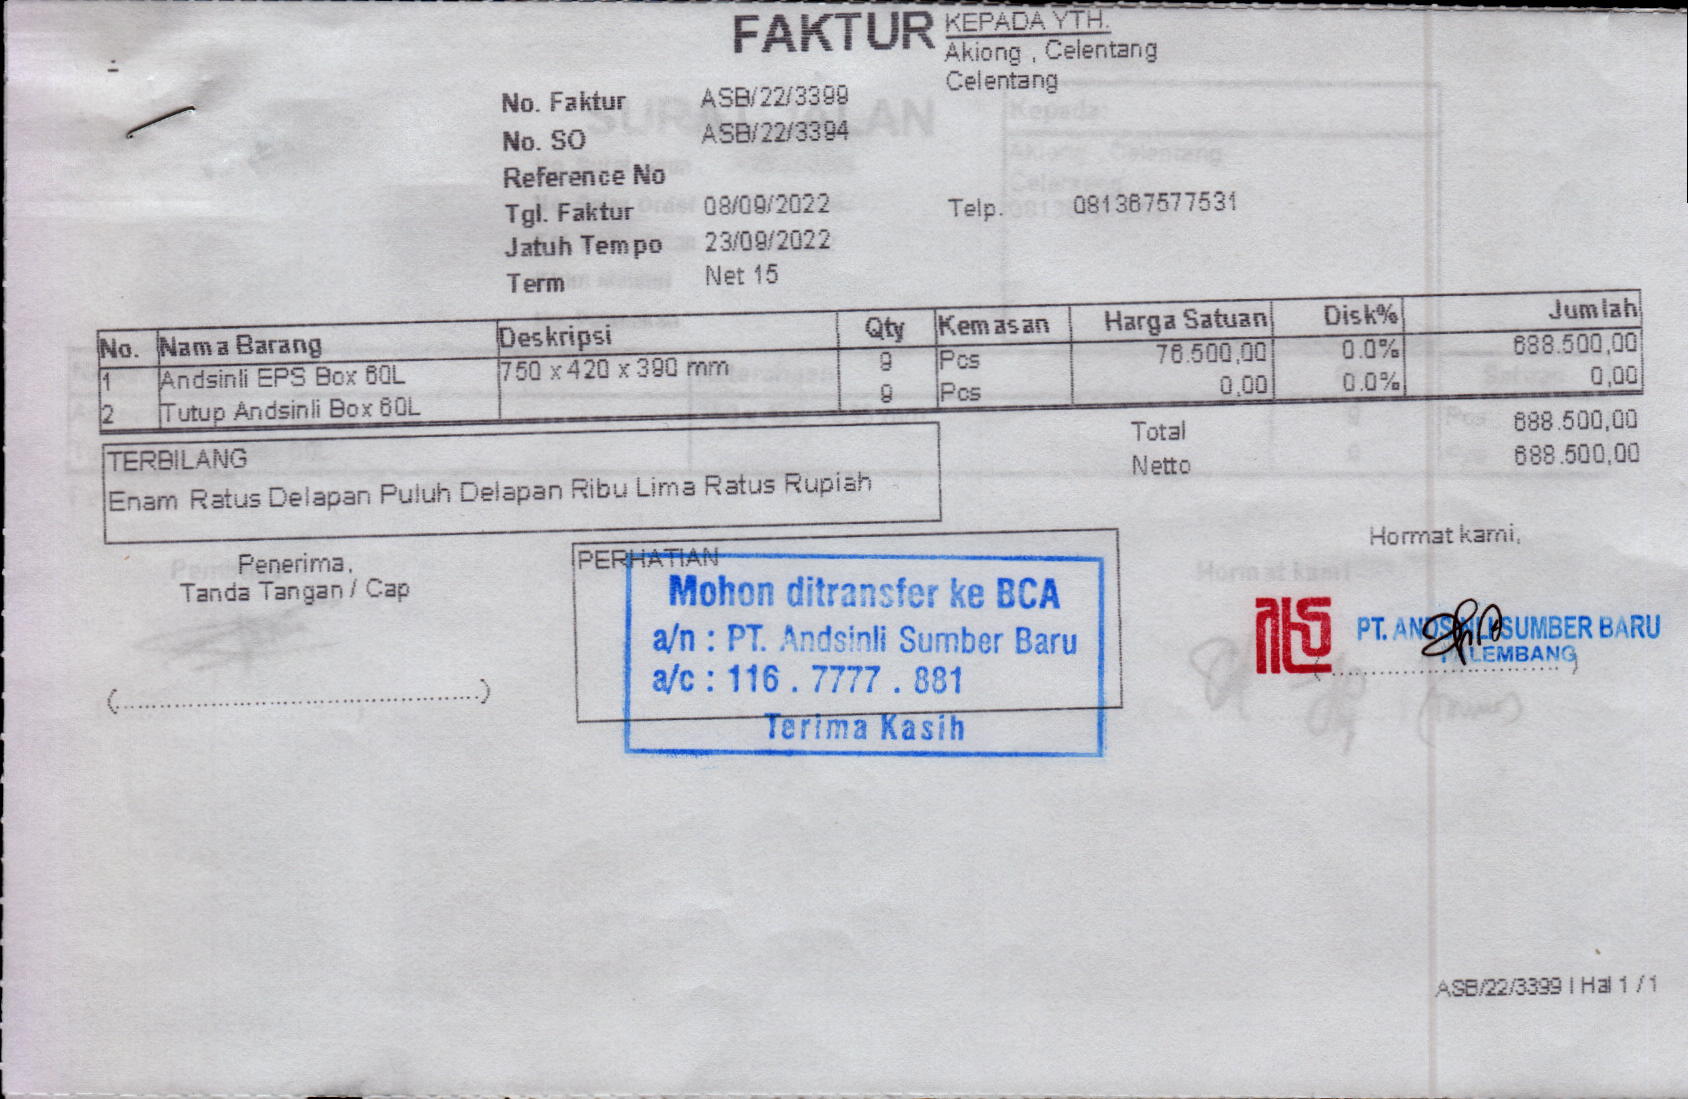 FAKTUR
KEPADA YTH.
Akiong , Celentang
Celentang
No. Faktur ASB/22/3399
No. SO ASB/22/3394
Reference No
Tgl. Faktur 08/09/2022
Telp. 081367577531
Jatuh Tempo 23/09/2022
Term Net 15
No. Nama Barang Deskripsi Qty Kemasan Harga Satuan Disk% Jumlah
1 Andsinli EPS Box 60L 750 x 420 x 390 mm 9 Pcs 76.500,00 0.0% 688.500,00
2 Tutup Andsinli Box 60L 9 Pcs 0,00 0.0% 0,00
Total 688.500,00
Netto 688.500,00
TERBILANG
Enam Ratus Delapan Puluh Delapan Ribu Lima Ratus Rupiah
Penerima,
Tanda Tangan / Cap
(................................................)
PERHATIAN
Mohon ditransfer ke BCA
a/n : PT. Andsinli Sumber Baru
a/c : 116 . 7777 . 881
Terima Kasih
Hormat kami,
PT. ANDSINLI SUMBER BARU
PALEMBANG
ASB/22/3399 | Hal 1 / 1